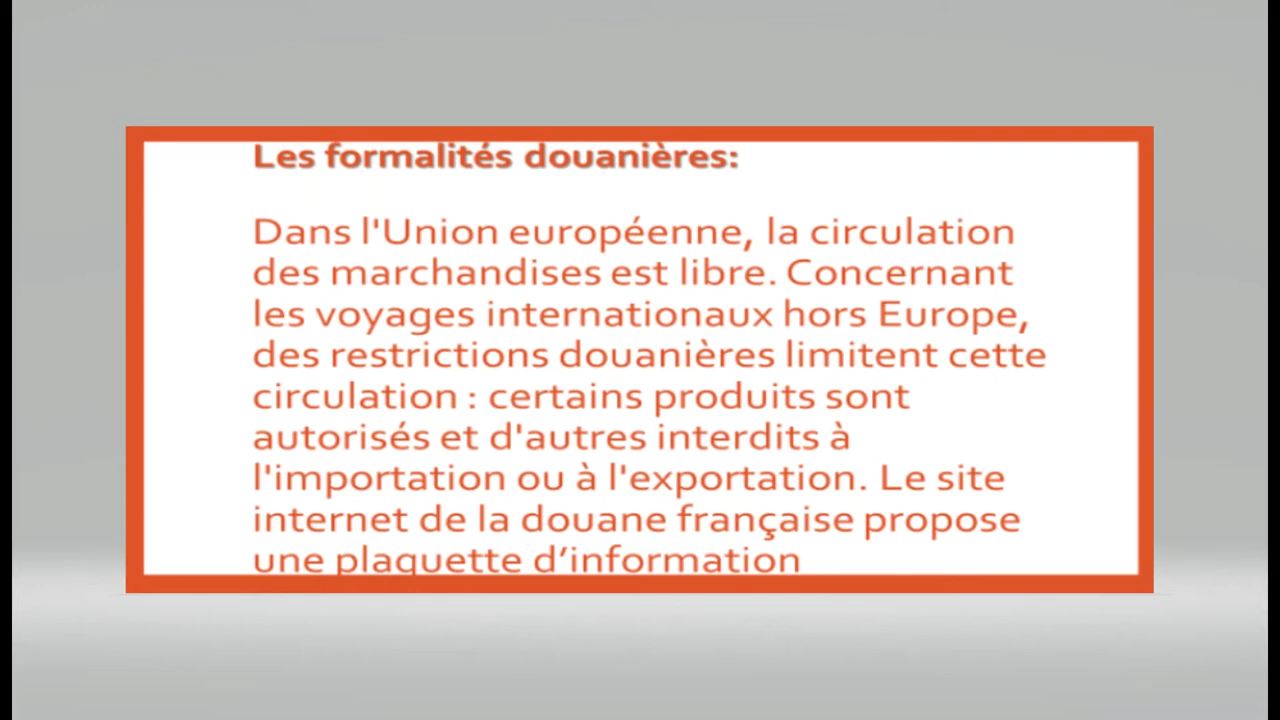 Les formalités douanières:
Dans l'Union européenne, la circulation
des marchandises est libre. Concernant
les voyages internationaux hors Europe,
des restrictions douanières limitent cette
circulation : certains produits sont
autorisés et d'autres interdits à
l'importation ou à l'exportation. Le site
internet de la douane française propose
une plaquette d’information